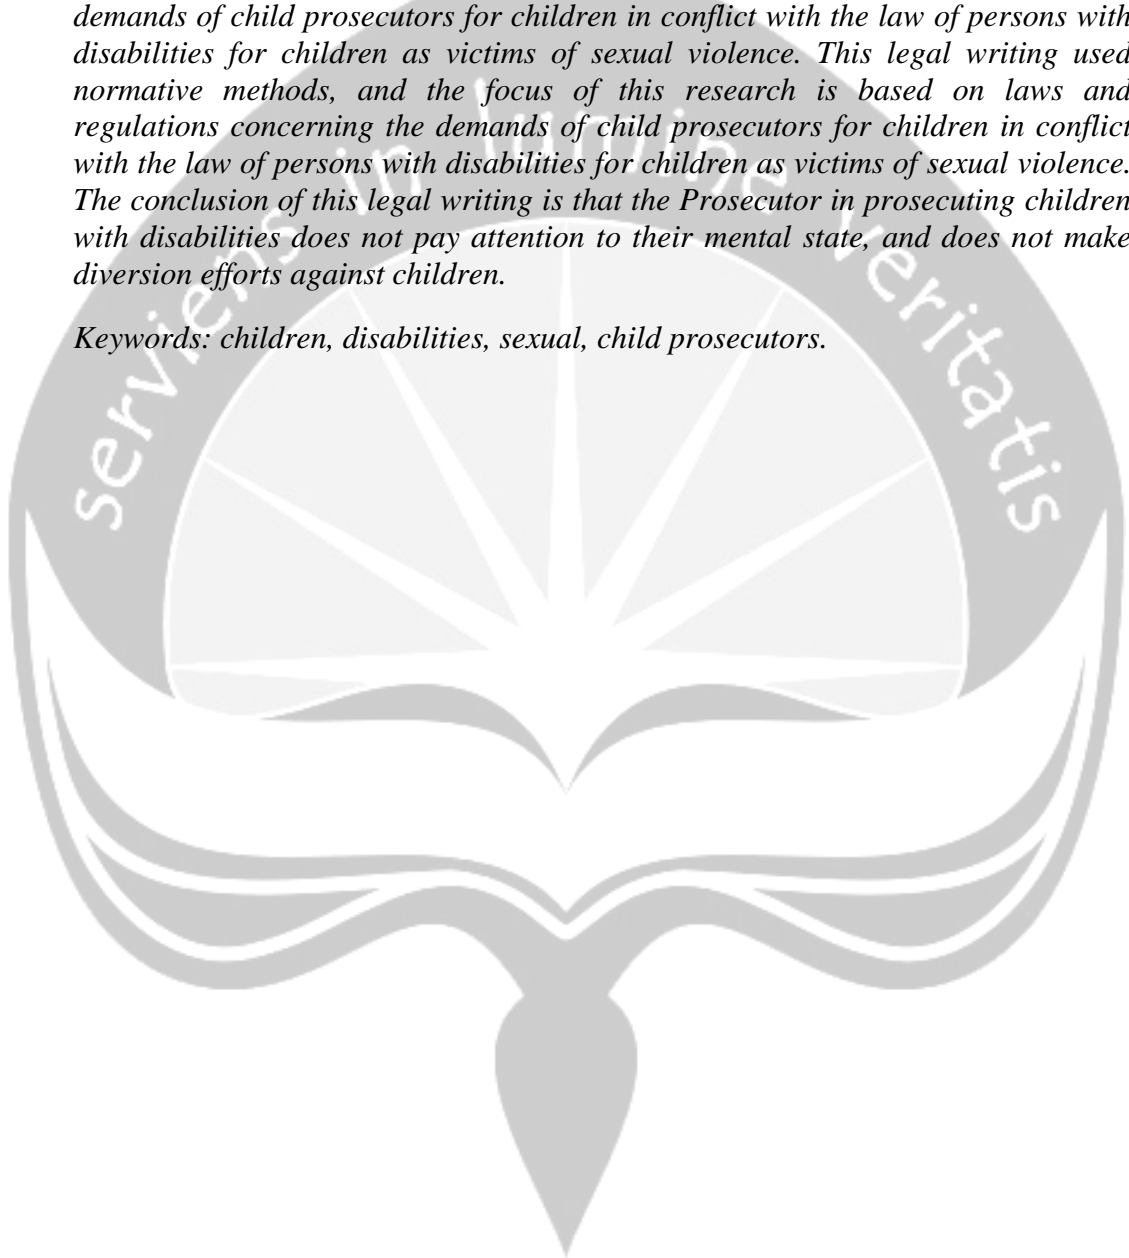 demands of child prosecutors for children in conflict with the law of persons with
disabilities for children as victims of sexual violence. This legal writing used
normative methods, and the focus of this research is based on laws and
regulations concerning the demands of child prosecutors for children in conflict
with the law of persons with disabilities for children as victims of sexual violence.
The conclusion of this legal writing is that the Prosecutor in prosecuting children
with disabilities does not pay attention to their mental state, and does not make
diversion efforts against children.
Keywords: children, disabilities, sexual, child prosecutors.
serviens in lumine veritatis